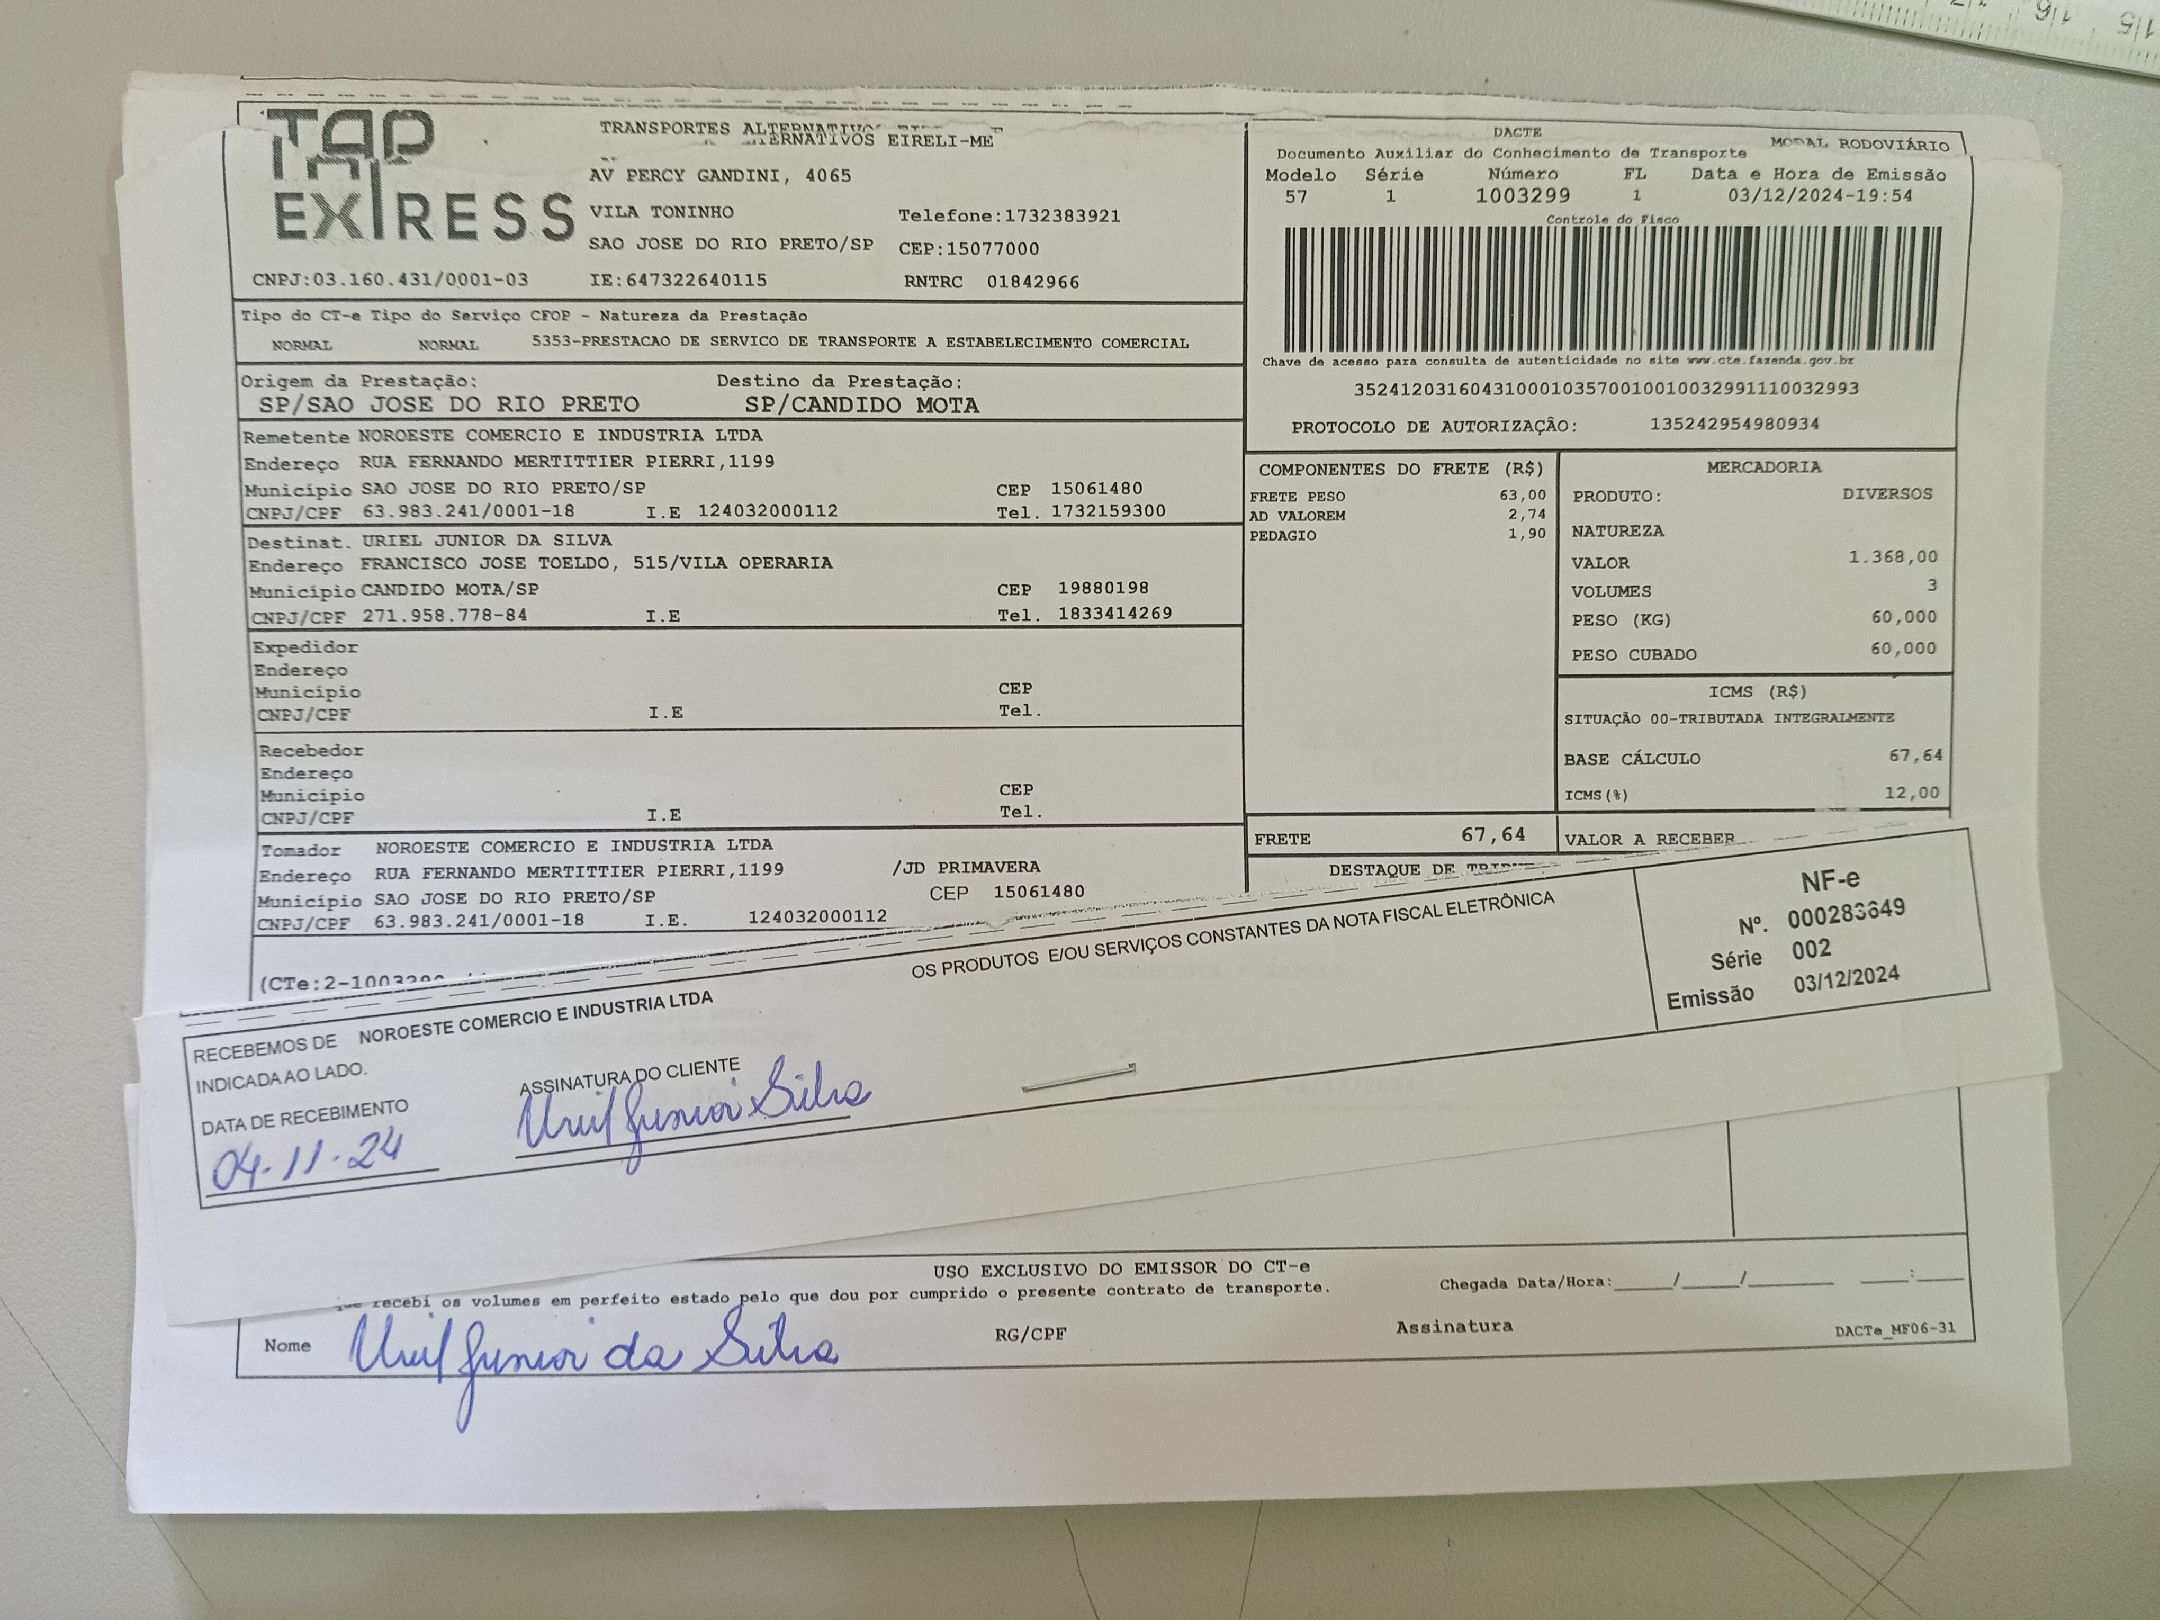 TAP
EXPRESS
TRANSPORTES ALTERNATIVOS EIRELI-ME
AV PERCY GANDINI, 4065
VILA TONINHO Telefone:1732383921
SAO JOSE DO RIO PRETO/SP CEP:15077000
CNPJ:03.160.431/0001-03 IE:647322640115 RNTRC 01842966
DACTE MODAL RODOVIÁRIO
Documento Auxiliar do Conhecimento de Transporte
Modelo Série Número FL Data e Hora de Emissão
57 1 1003299 1 03/12/2024-19:54
Controle do Fisco
Chave de acesso para consulta de autenticidade no site www.cte.fazenda.gov.br
35241203160431000103570010010032991110032993
PROTOCOLO DE AUTORIZAÇÃO: 135242954980934
Tipo do CT-e Tipo do Serviço CFOP - Natureza da Prestação
NORMAL NORMAL 5353-PRESTACAO DE SERVICO DE TRANSPORTE A ESTABELECIMENTO COMERCIAL
Origem da Prestação: Destino da Prestação:
SP/SAO JOSE DO RIO PRETO SP/CANDIDO MOTA
Remetente NOROESTE COMERCIO E INDUSTRIA LTDA
Endereço RUA FERNANDO MERTITTIER PIERRI,1199
Município SAO JOSE DO RIO PRETO/SP CEP 15061480
CNPJ/CPF 63.983.241/0001-18 I.E 124032000112 Tel. 1732159300
Destinat. URIEL JUNIOR DA SILVA
Endereço FRANCISCO JOSE TOELDO, 515/VILA OPERARIA
Município CANDIDO MOTA/SP CEP 19880198
CNPJ/CPF 271.958.778-84 I.E Tel. 1833414269
Expedidor
Endereço
Município CEP
CNPJ/CPF I.E Tel.
Recebedor
Endereço
Município CEP
CNPJ/CPF I.E Tel.
Tomador NOROESTE COMERCIO E INDUSTRIA LTDA
Endereço RUA FERNANDO MERTITTIER PIERRI,1199 /JD PRIMAVERA
Município SAO JOSE DO RIO PRETO/SP CEP 15061480
CNPJ/CPF 63.983.241/0001-18 I.E. 124032000112
COMPONENTES DO FRETE (R$)
FRETE PESO 63,00
AD VALOREM 2,74
PEDAGIO 1,90
MERCADORIA
PRODUTO: DIVERSOS
NATUREZA
VALOR 1.368,00
VOLUMES 3
PESO (KG) 60,000
PESO CUBADO 60,000
ICMS (R$)
SITUAÇÃO 00-TRIBUTADA INTEGRALMENTE
BASE CÁLCULO 67,64
ICMS(%) 12,00
FRETE 67,64 VALOR A RECEBER
DESTAQUE DE
(CTe:2-1003299
RECEBEMOS DE NOROESTE COMERCIO E INDUSTRIA LTDA OS PRODUTOS E/OU SERVIÇOS CONSTANTES DA NOTA FISCAL ELETRÔNICA
INDICADA AO LADO.
DATA DE RECEBIMENTO ASSINATURA DO CLIENTE
04-11-24 Uriel Junior Silva
NF-e
Nº. 000283649
Série 002
Emissão 03/12/2024
USO EXCLUSIVO DO EMISSOR DO CT-e
que recebi os volumes em perfeito estado pelo que dou por cumprido o presente contrato de transporte. Chegada Data/Hora:_____/_____/_______ ____:____
Nome Uriel Junior da Silva RG/CPF Assinatura DACTe_MF06-31
15 16 17